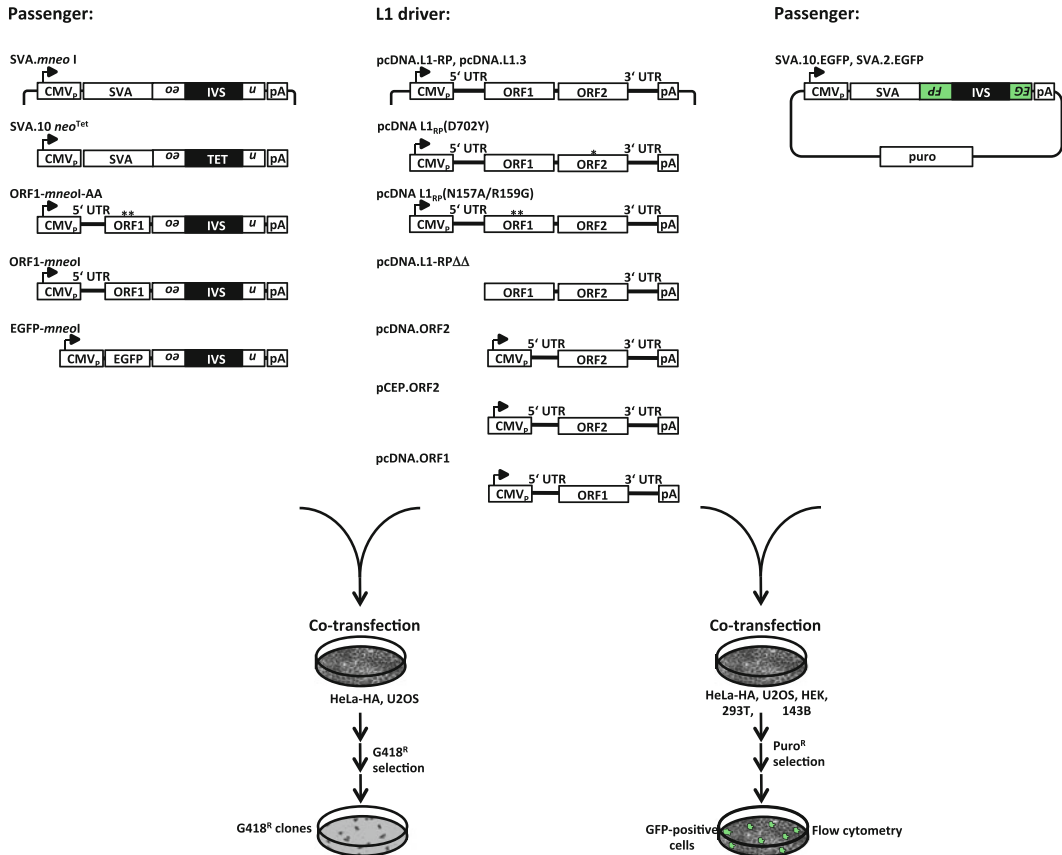 Passenger:
SVA.mneo I
CMVP SVA eo IVS n pA
SVA.10 neoTet
CMVP SVA eo TET n pA
ORF1-mneoI-AA
5‘ UTR **
CMVP ORF1 eo IVS n pA
ORF1-mneoI
5‘ UTR
CMVP ORF1 eo IVS n pA
EGFP-mneoI
CMVP EGFP eo IVS n pA
L1 driver:
pcDNA.L1-RP, pcDNA.L1.3
5‘ UTR 3‘ UTR
CMVP ORF1 ORF2 pA
pcDNA L1RP(D702Y)
5‘ UTR * 3‘ UTR
CMVP ORF1 ORF2 pA
pcDNA L1RP(N157A/R159G)
5‘ UTR ** 3‘ UTR
CMVP ORF1 ORF2 pA
pcDNA.L1-RPΔΔ
3‘ UTR
ORF1 ORF2 pA
pcDNA.ORF2
5‘ UTR 3‘ UTR
CMVP ORF2 pA
pCEP.ORF2
5‘ UTR 3‘ UTR
CMVP ORF2 pA
pcDNA.ORF1
5‘ UTR 3‘ UTR
CMVP ORF1 pA
Passenger:
SVA.10.EGFP, SVA.2.EGFP
CMVP SVA FP IVS EG pA
puro
Co-transfection
HeLa-HA, U2OS
G418R
selection
G418R clones
Co-transfection
HeLa-HA, U2OS, HEK,
293T, 143B
PuroR
selection
GFP-positive
cells
Flow cytometry